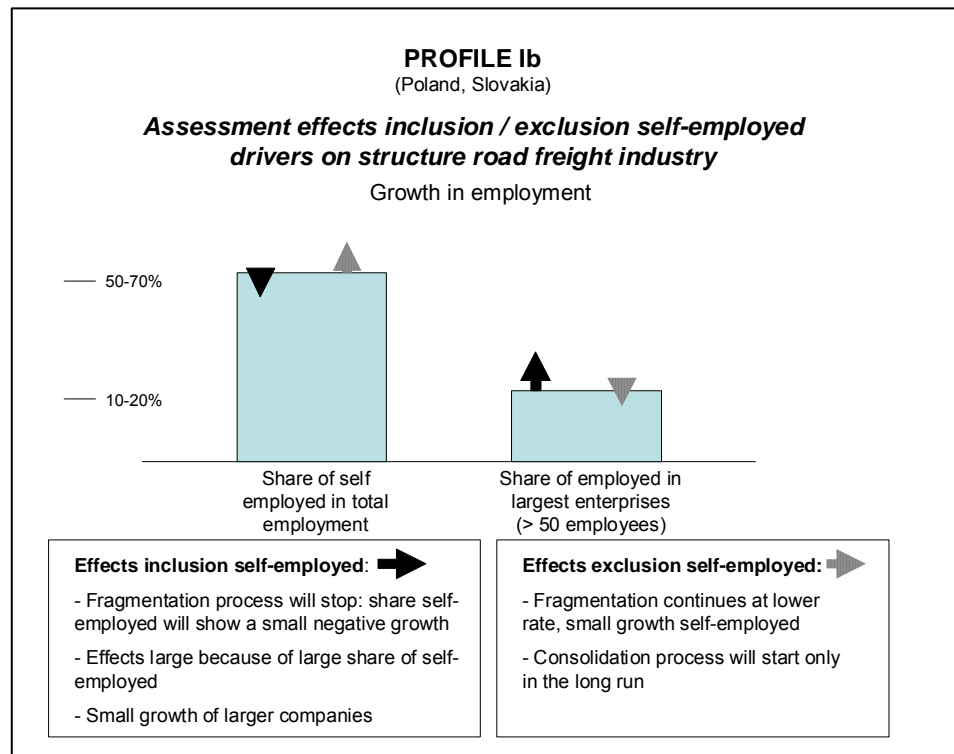 PROFILE Ib
(Poland, Slovakia)
Assessment effects inclusion / exclusion self-employed
drivers on structure road freight industry
Growth in employment
50-70%
10-20%
Share of self
employed in total
employment
Share of employed in
largest enterprises
(> 50 employees)
Effects inclusion self-employed:
- Fragmentation process will stop: share self-
employed will show a small negative growth
- Effects large because of large share of self-
employed
- Small growth of larger companies
Effects exclusion self-employed:
- Fragmentation continues at lower
rate, small growth self-employed
- Consolidation process will start only
in the long run